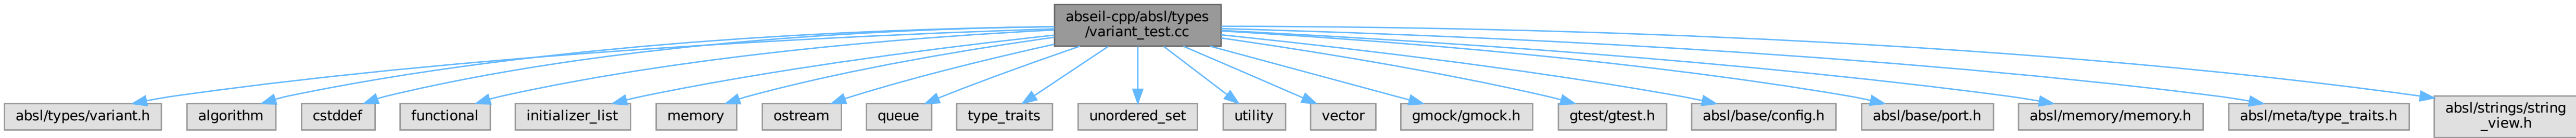 abseil-cpp/absl/types
/variant_test.cc
absl/types/variant.h
algorithm
cstddef
functional
initializer_list
memory
ostream
queue
type_traits
unordered_set
utility
vector
gmock/gmock.h
gtest/gtest.h
absl/base/config.h
absl/base/port.h
absl/memory/memory.h
absl/meta/type_traits.h
absl/strings/string
_view.h